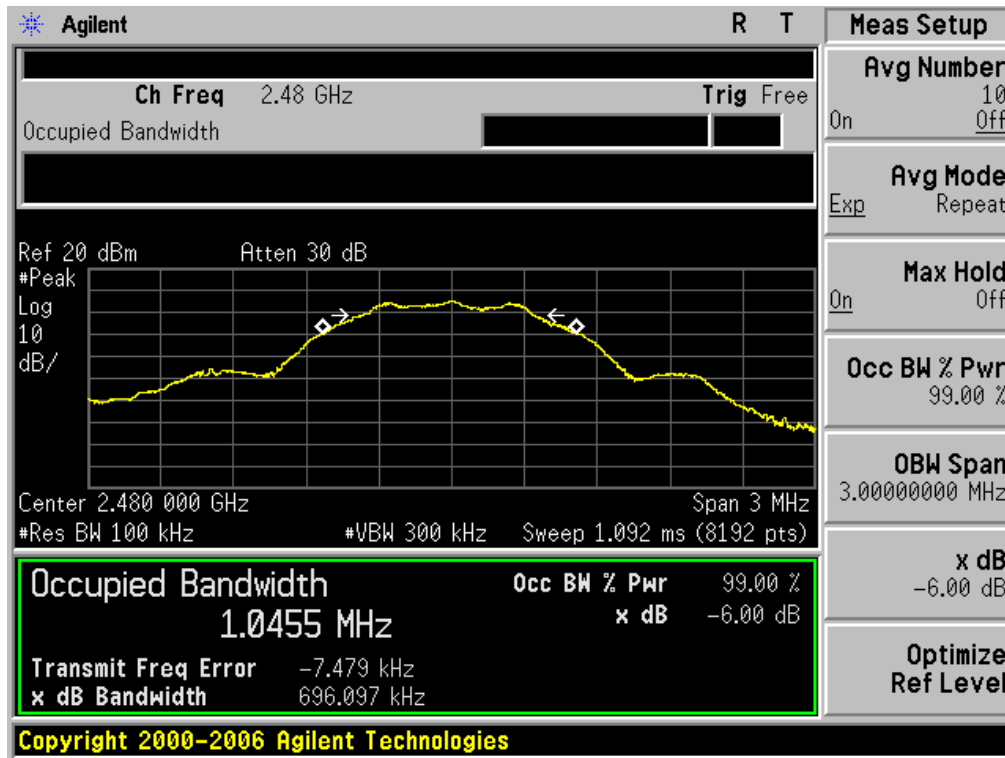 Agilent R T
Ch Freq 2.48 GHz Trig Free
Occupied Bandwidth
Ref 20 dBm Atten 30 dB
#Peak
Log
10
dB/
Center 2.480 000 GHz Span 3 MHz
#Res BW 100 kHz #VBW 300 kHz Sweep 1.092 ms (8192 pts)
Occupied Bandwidth Occ BW % Pwr 99.00 %
1.0455 MHz x dB -6.00 dB
Transmit Freq Error -7.479 kHz
x dB Bandwidth 696.097 kHz
Copyright 2000-2006 Agilent Technologies
Meas Setup
Avg Number
10
On Off
Avg Mode
Exp Repeat
Max Hold
On Off
Occ BW % Pwr
99.00 %
OBW Span
3.00000000 MHz
x dB
-6.00 dB
Optimize
Ref Level